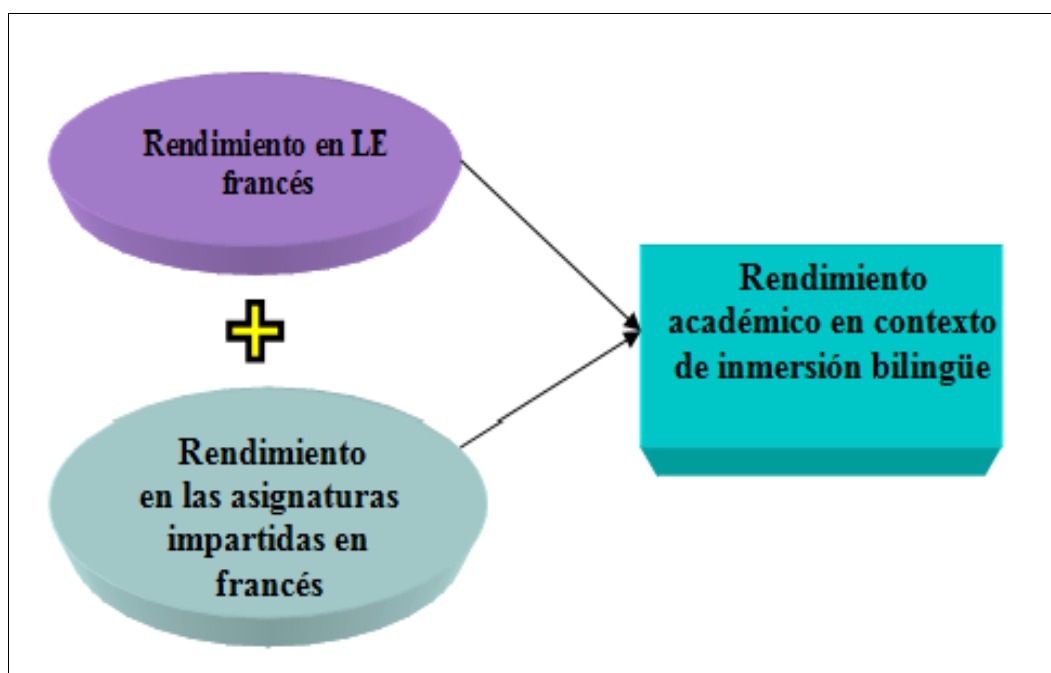 Rendimiento en LE
francés
Rendimiento
en las asignaturas
impartidas en
francés
Rendimiento
académico en contexto
de inmersión bilingüe